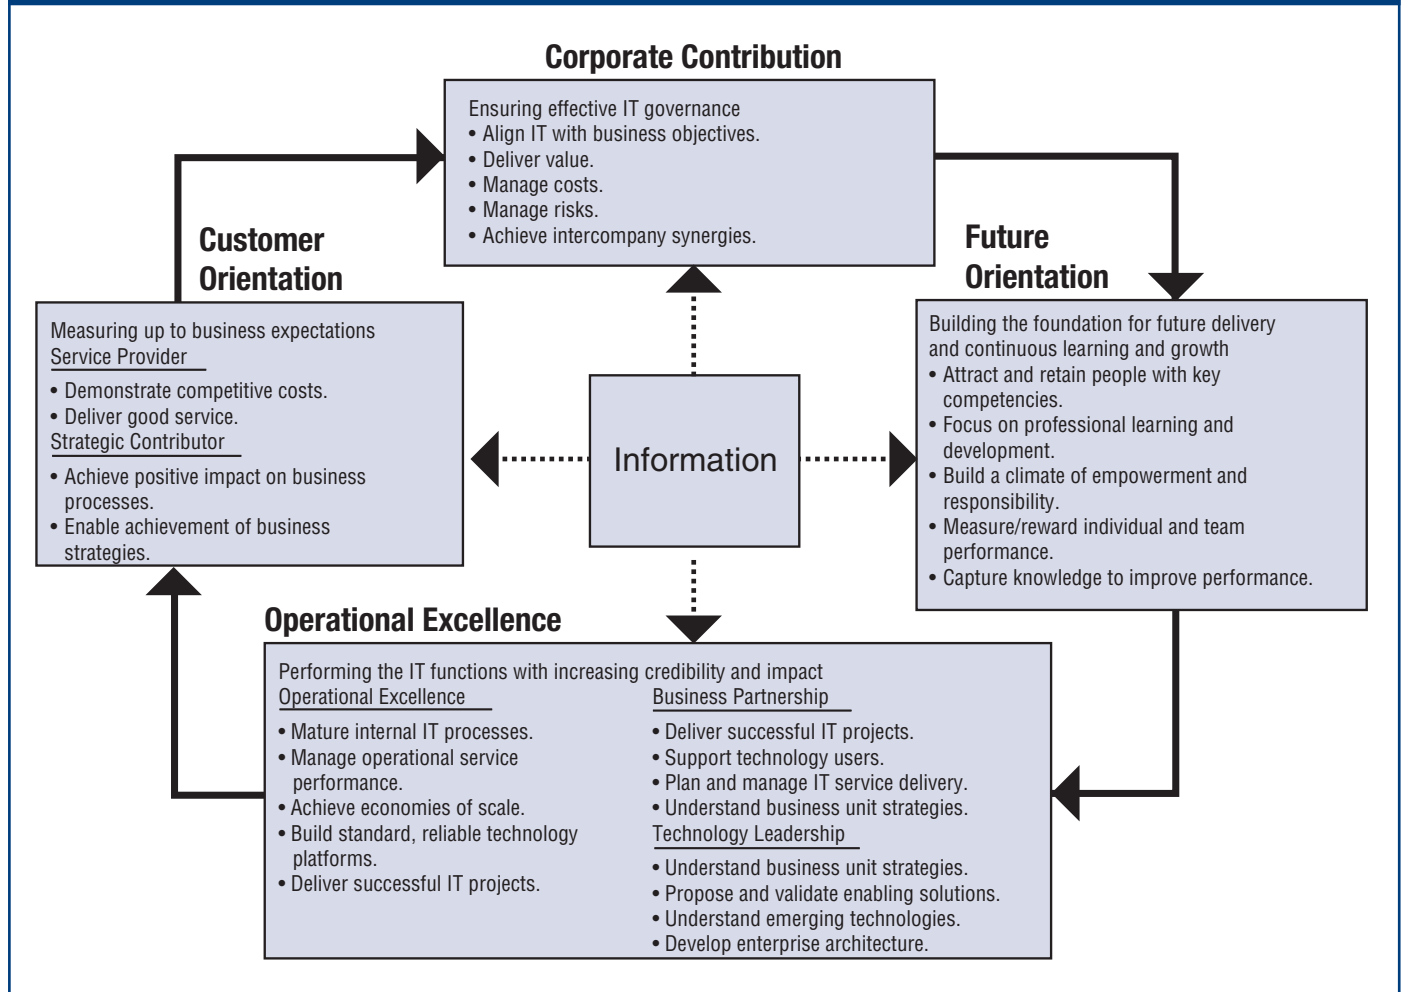 Corporate Contribution
Ensuring effective IT governance
• Align IT with business objectives.
• Deliver value.
• Manage costs.
• Manage risks.
• Achieve intercompany synergies.
Customer
Orientation
Measuring up to business expectations
Service Provider
• Demonstrate competitive costs.
• Deliver good service.
Strategic Contributor
• Achieve positive impact on business
processes.
• Enable achievement of business
strategies.
Information
Future
Orientation
Building the foundation for future delivery
and continuous learning and growth
• Attract and retain people with key
competencies.
• Focus on professional learning and
development.
• Build a climate of empowerment and
responsibility.
• Measure/reward individual and team
performance.
• Capture knowledge to improve performance.
Operational Excellence
Performing the IT functions with increasing credibility and impact
Operational Excellence
• Mature internal IT processes.
• Manage operational service
performance.
• Achieve economies of scale.
• Build standard, reliable technology
platforms.
• Deliver successful IT projects.
Business Partnership
• Deliver successful IT projects.
• Support technology users.
• Plan and manage IT service delivery.
• Understand business unit strategies.
Technology Leadership
• Understand business unit strategies.
• Propose and validate enabling solutions.
• Understand emerging technologies.
• Develop enterprise architecture.